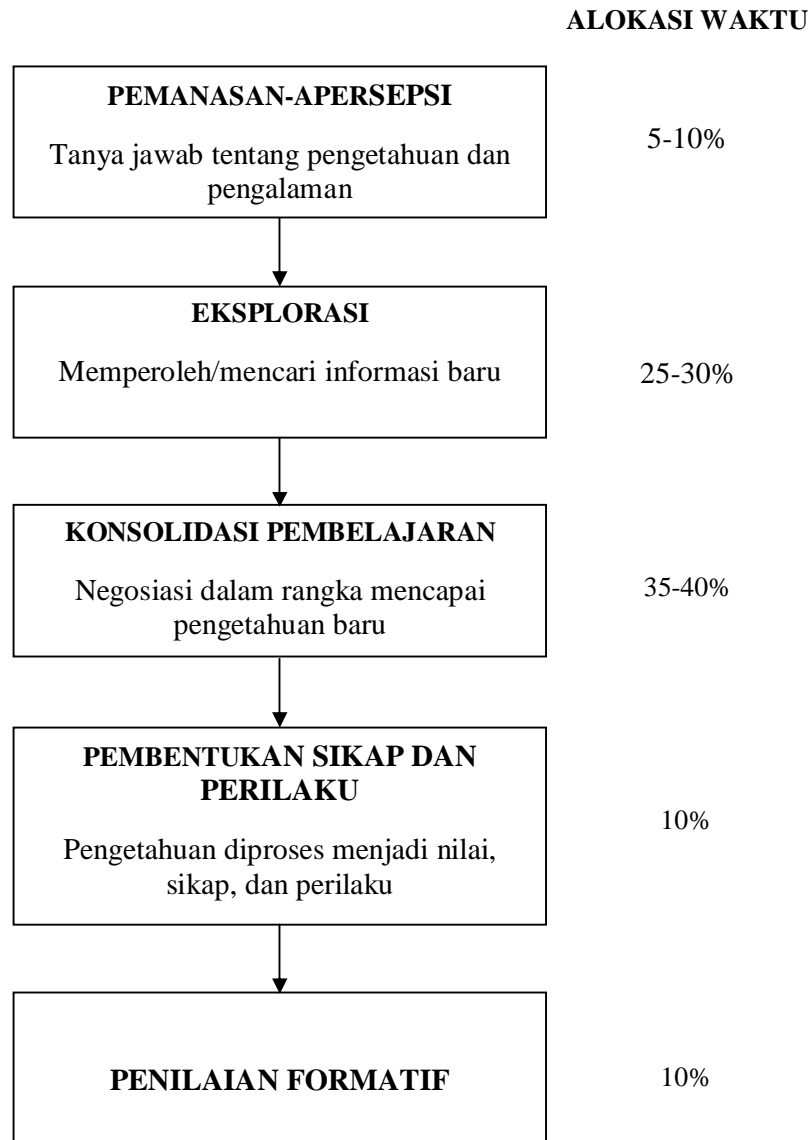 ALOKASI WAKTU
PEMANASAN-APERSEPSI
Tanya jawab tentang pengetahuan dan
pengalaman
5-10%
EKSPLORASI
Memperoleh/mencari informasi baru
25-30%
KONSOLIDASI PEMBELAJARAN
Negosiasi dalam rangka mencapai
pengetahuan baru
35-40%
PEMBENTUKAN SIKAP DAN
PERILAKU
Pengetahuan diproses menjadi nilai,
sikap, dan perilaku
10%
PENILAIAN FORMATIF
10%